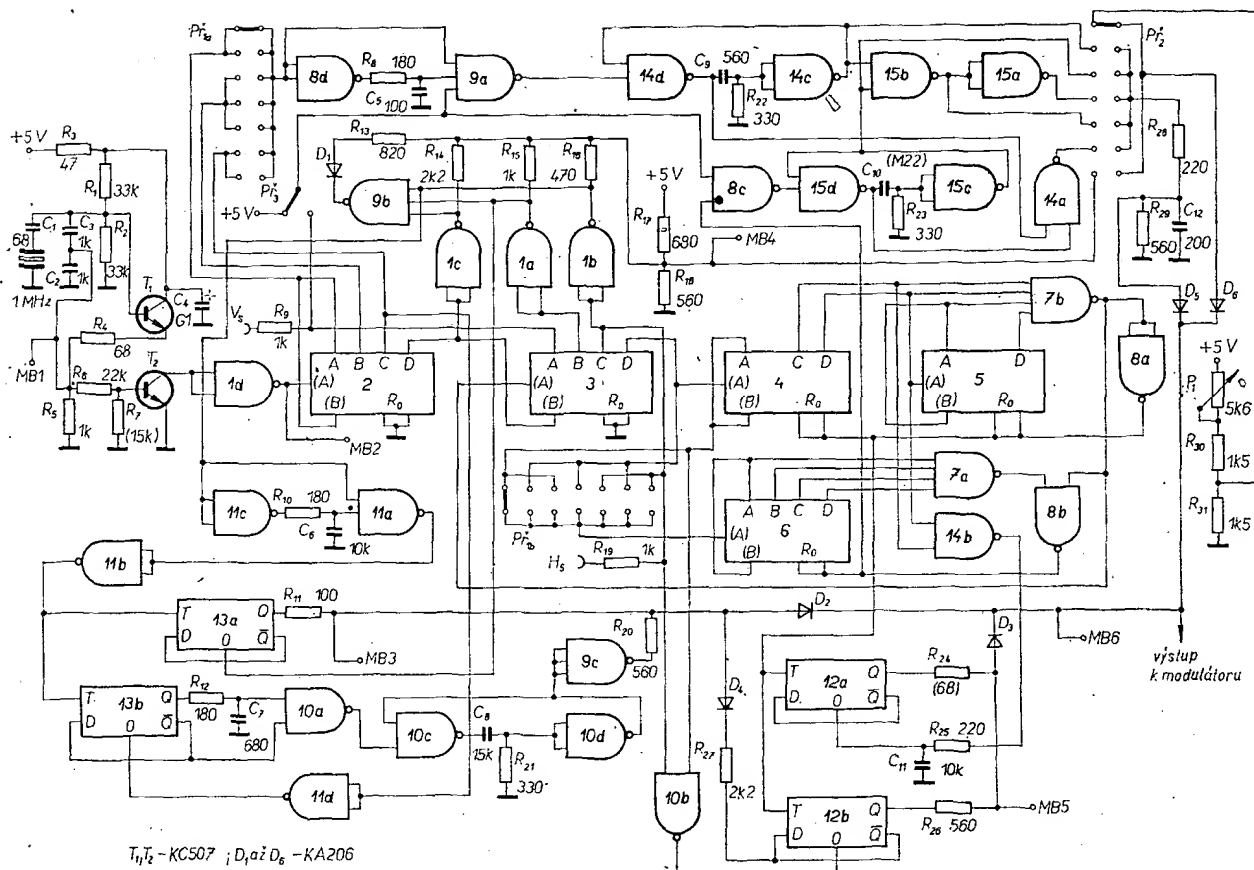 Př1a
8d
R8 180
C5
100
9a
14d
C9 560
R22
330
14c
15b
15a
Př2
+5 V
R3
47
R1
33k
C1
68
C3
1k
R2
33k
C2
1k
1 MHz
T1
C4
G1
R4
68
MB1
R6 22k
T2
R5
1k
R7
(15k)
1d
Př3
+5V
D1
R13
820
R14
2k2
R15
1k
R16
470
9b
1c
1a
1b
+5 V
R17
680
R18
560
MB4
8c
15d
C10 (M22)
R23
330
15c
14a
R28
220
R29
560
C12
200
D5
D6
+5 V
P1
5k6
R30
1k5
R31
1k5
Vs
R9
1k
A B C D
(A) 2
(B) R0
MB2
A B C D
(A) 3
(B) R0
A C D
(A) 4
(B) R0
A D
(A) 5
(B) R0
7b
8a
11c
R10 180
C6
10k
11a
Př1b
Hs
R19 1k
A B C D
(A) 6
(B) R0
7a
14b
8b
11b
T 13a Q
D 0 Q̅
R11 100
MB3
D2
D3
MB6
výstup
k modulátoru
9c
R20
560
D4
R27
2k2
T 12a Q
D 0 Q̅
R24
(68)
R25 220
C11
10k
T 13b Q
D 0 Q̅
R12
180
C7
680
10a
10c
C8
15k
R21
330
10d
11d
10b
T 12b Q
D 0 Q̅
R26 560
MB5
T1,T2 - KC507 ; D1 až D6 - KA206